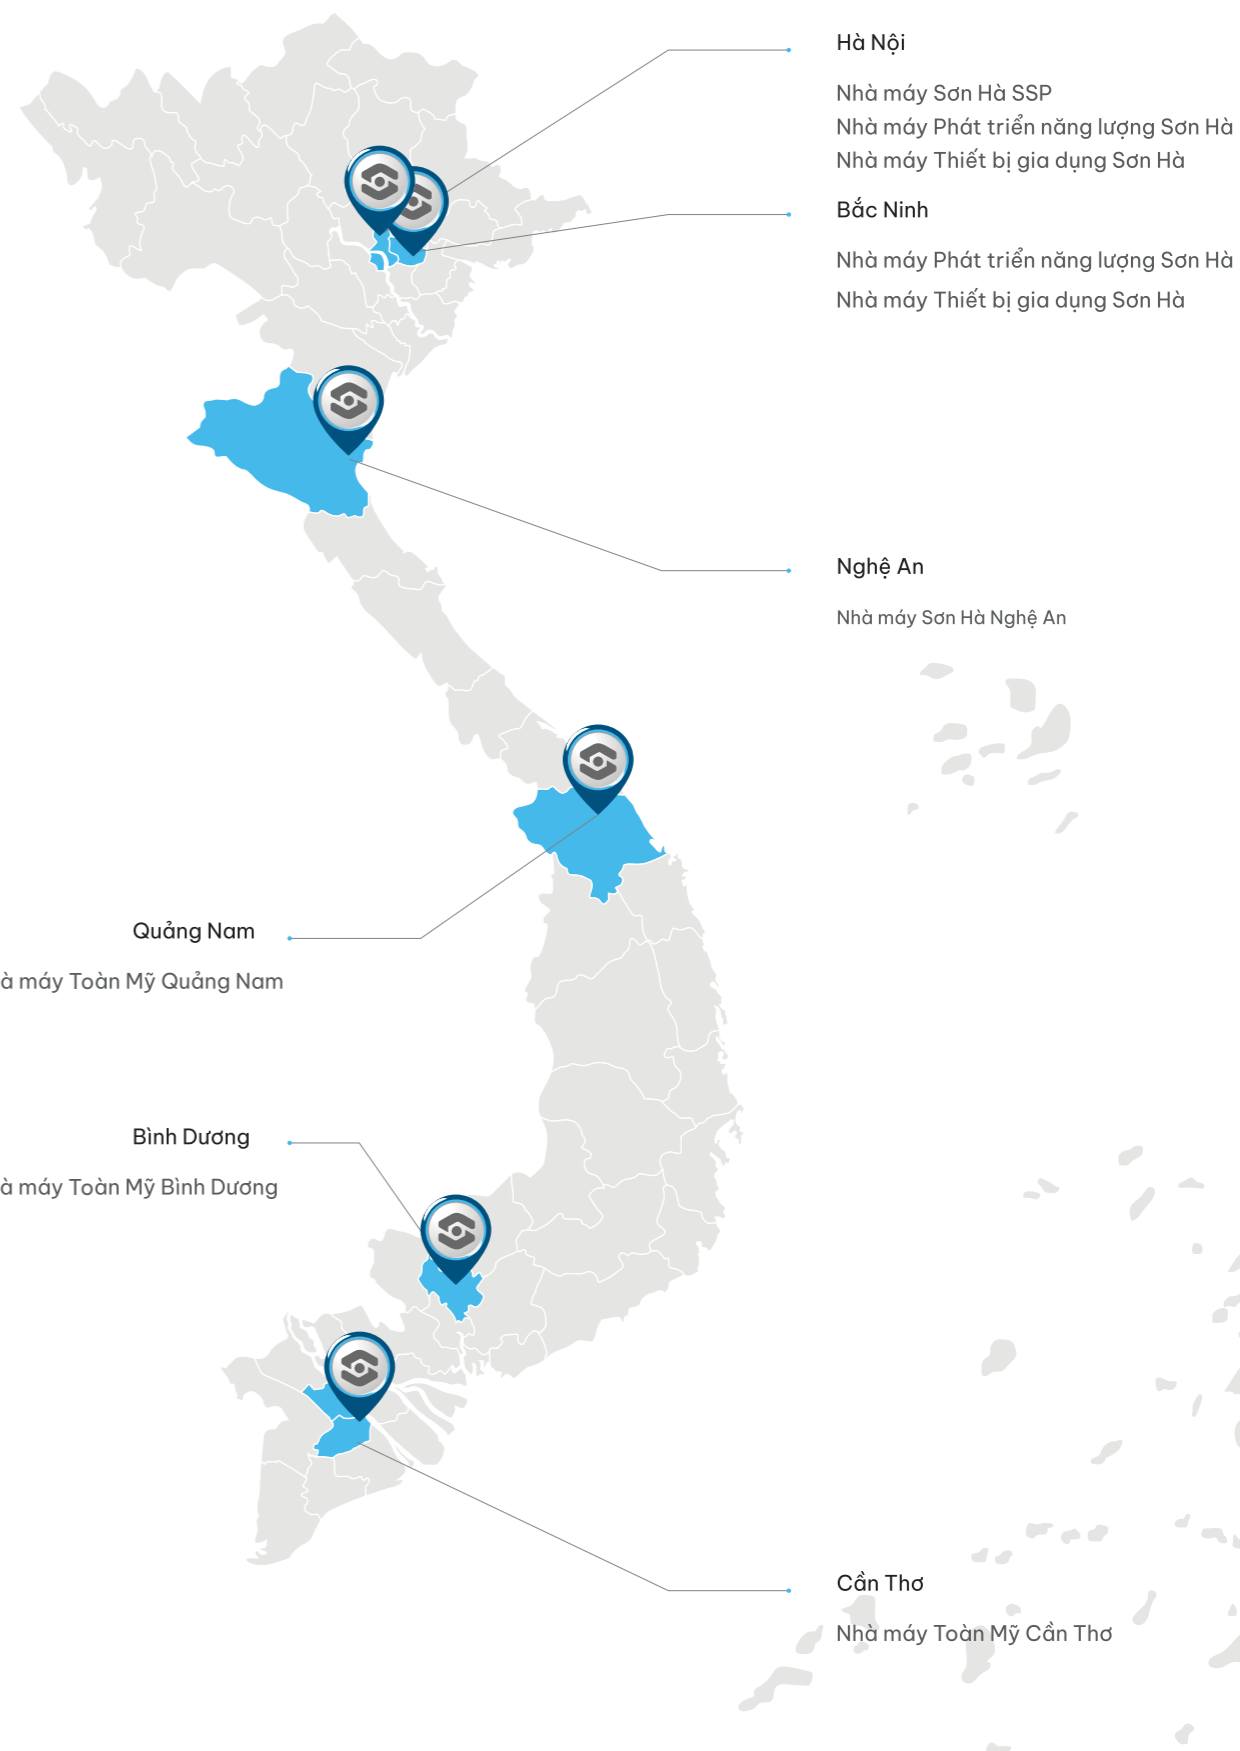 Hà Nội
Nhà máy Sơn Hà SSP
Nhà máy Phát triển năng lượng Sơn Hà
Nhà máy Thiết bị gia dụng Sơn Hà
Bắc Ninh
Nhà máy Phát triển năng lượng Sơn Hà
Nhà máy Thiết bị gia dụng Sơn Hà
Nghệ An
Nhà máy Sơn Hà Nghệ An
Quảng Nam
à máy Toàn Mỹ Quảng Nam
Bình Dương
à máy Toàn Mỹ Bình Dương
Cần Thơ
Nhà máy Toàn Mỹ Cần Thơ